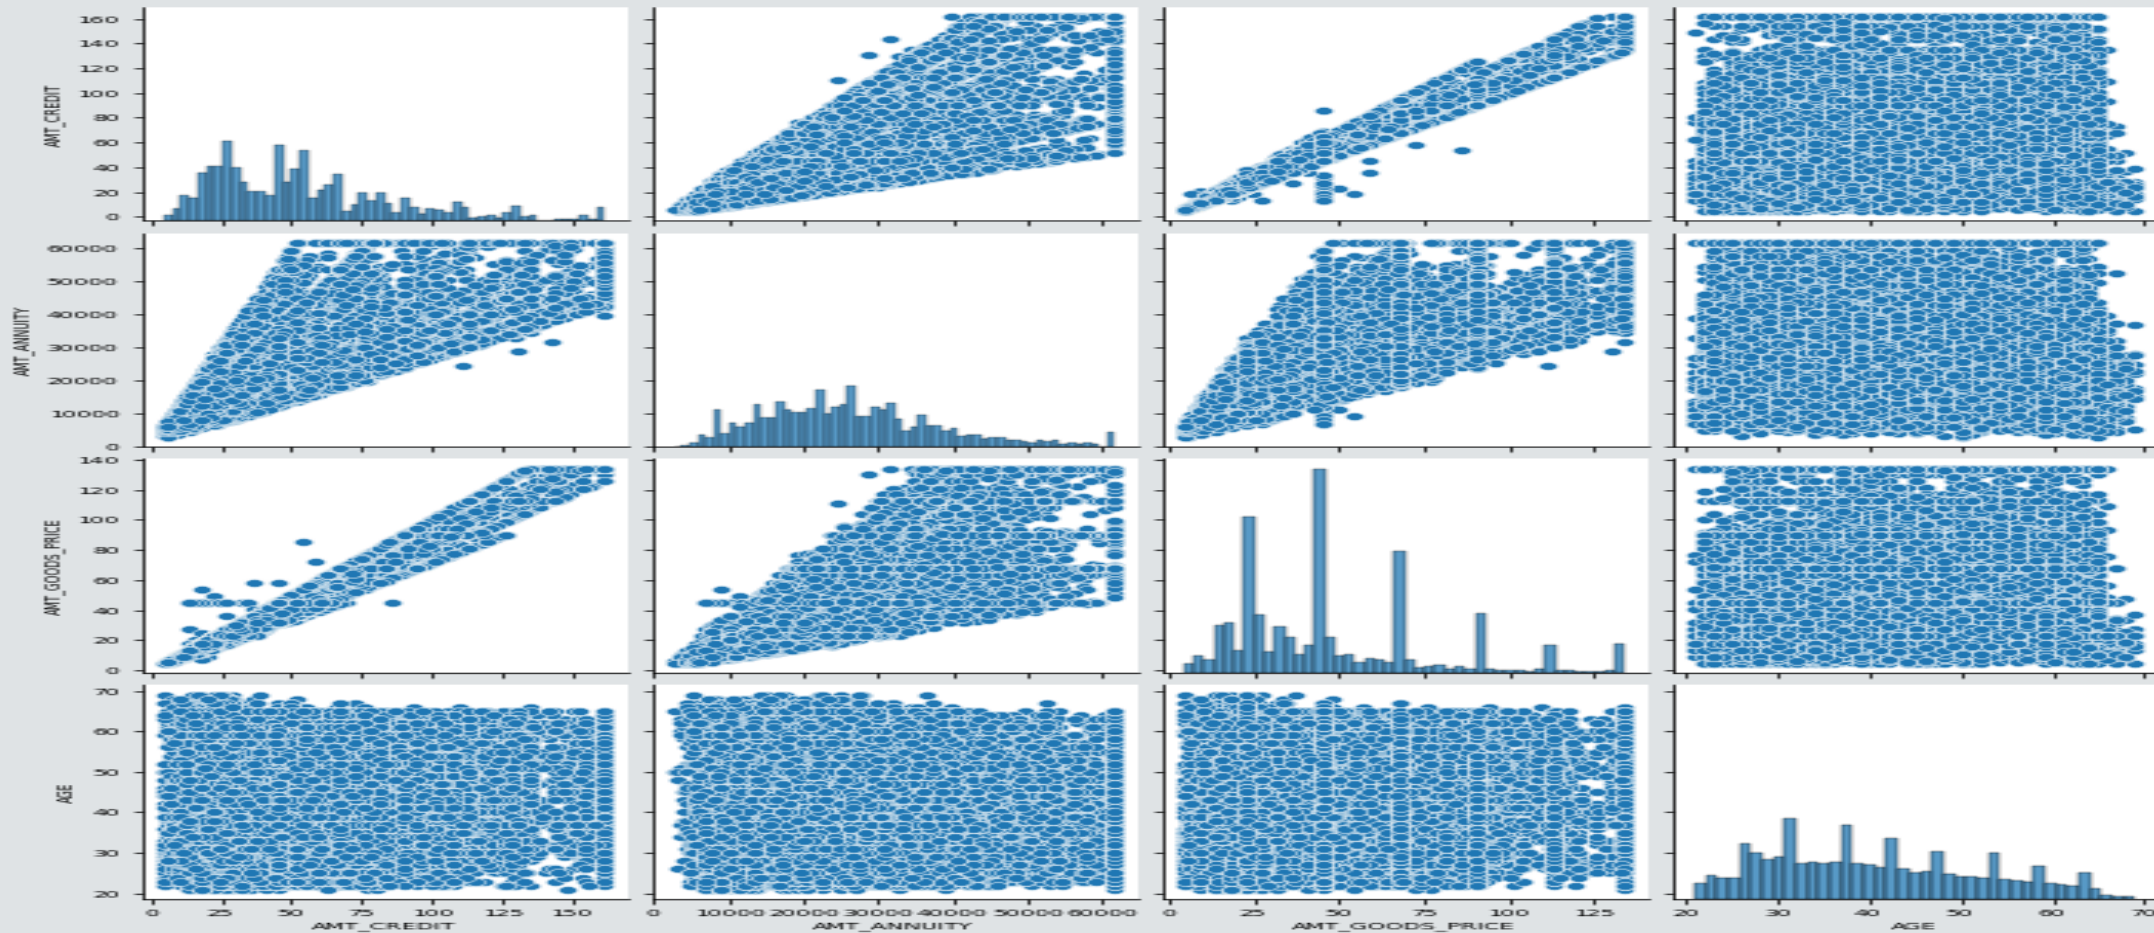 160
140
120
100
80
60
40
20
0
AMT_CREDIT
60000
50000
40000
30000
20000
10000
0
AMT_ANNUITY
140
120
100
80
60
40
20
0
AMT_GOODS_PRICE
70
60
50
40
30
20
AGE
0 25 50 75 100 125 150
AMT_CREDIT
0 10000 20000 30000 40000 50000 60000
AMT_ANNUITY
0 25 50 75 100 125
AMT_GOODS_PRICE
20 30 40 50 60 70
AGE